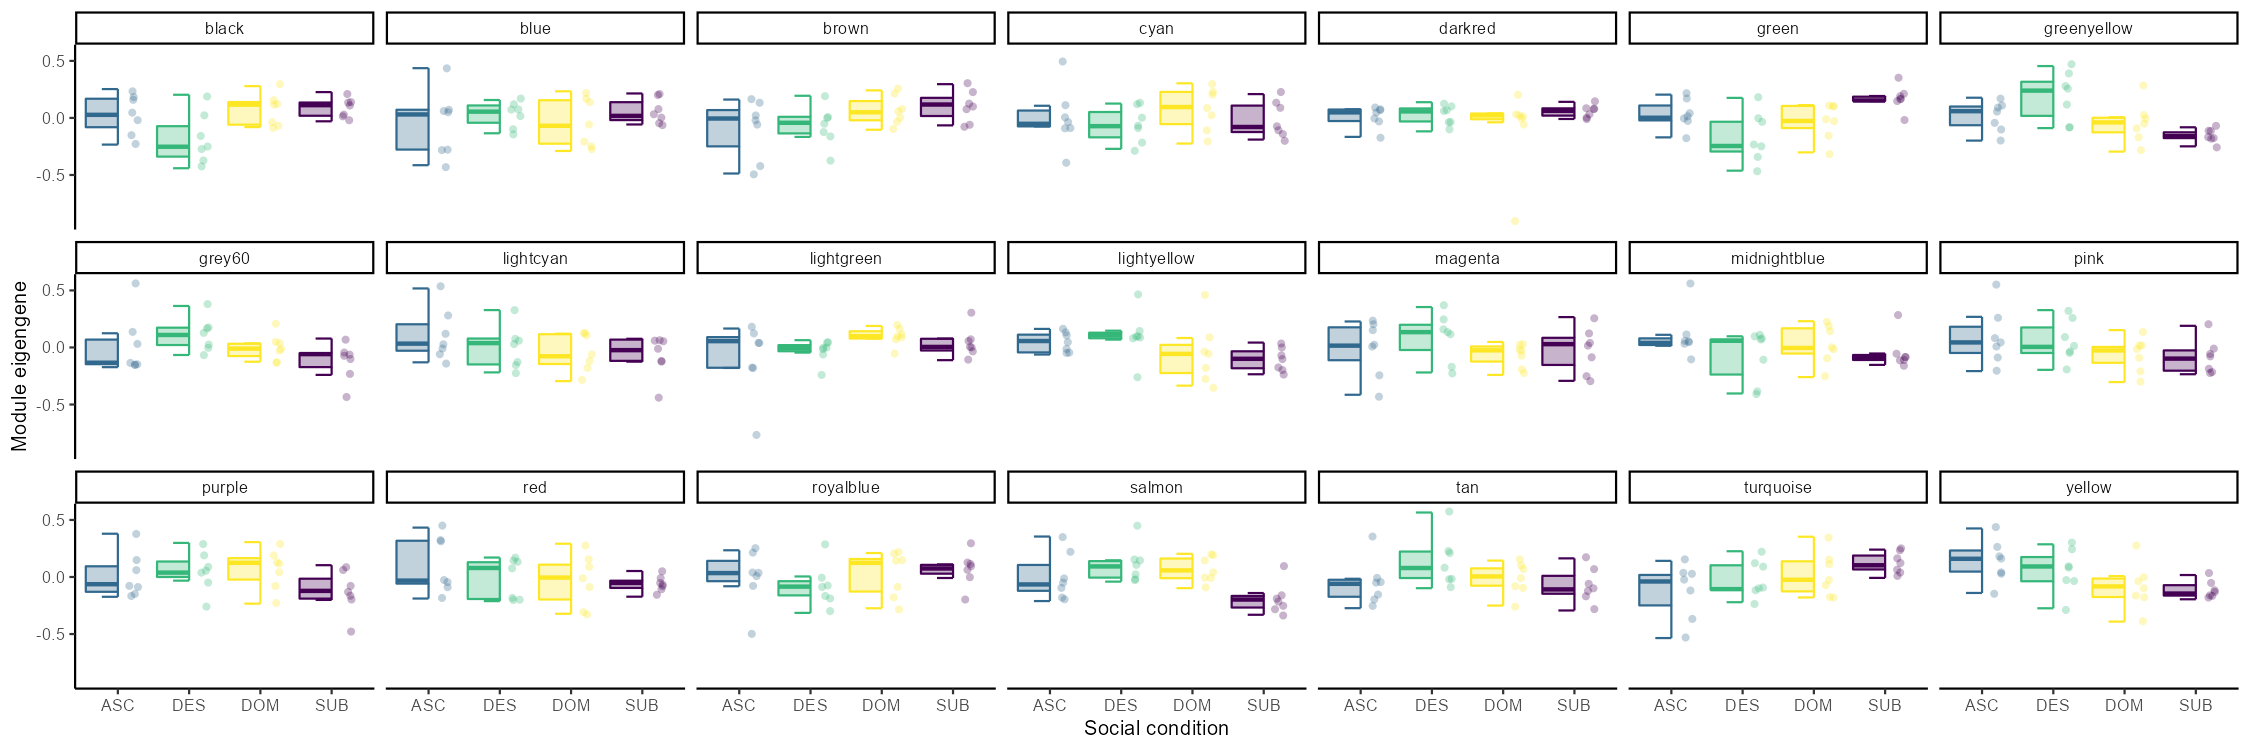 black blue brown cyan darkred green greenyellow
0.5
0.0
-0.5
grey60 lightcyan lightgreen lightyellow magenta midnightblue pink
0.5
0.0
-0.5
Module eigengene
purple red royalblue salmon tan turquoise yellow
0.5
0.0
-0.5
ASC DES DOM SUB ASC DES DOM SUB ASC DES DOM SUB ASC DES DOM SUB ASC DES DOM SUB ASC DES DOM SUB ASC DES DOM SUB
Social condition